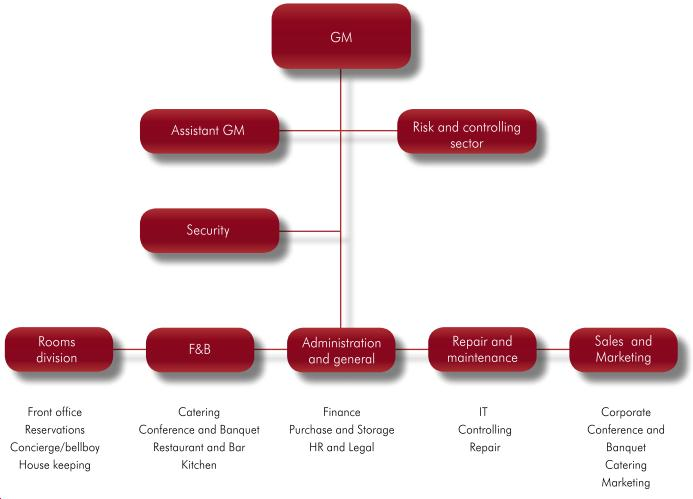 GM
Assistant GM
Risk and controlling
sector
Security
Rooms
division
F&B
Administration
and general
Repair and
maintenance
Sales and
Marketing
Front office
Reservations
Concierge/bellboy
House keeping
Catering
Conference and Banquet
Restaurant and Bar
Kitchen
Finance
Purchase and Storage
HR and Legal
IT
Controlling
Repair
Corporate
Conference and
Banquet
Catering
Marketing